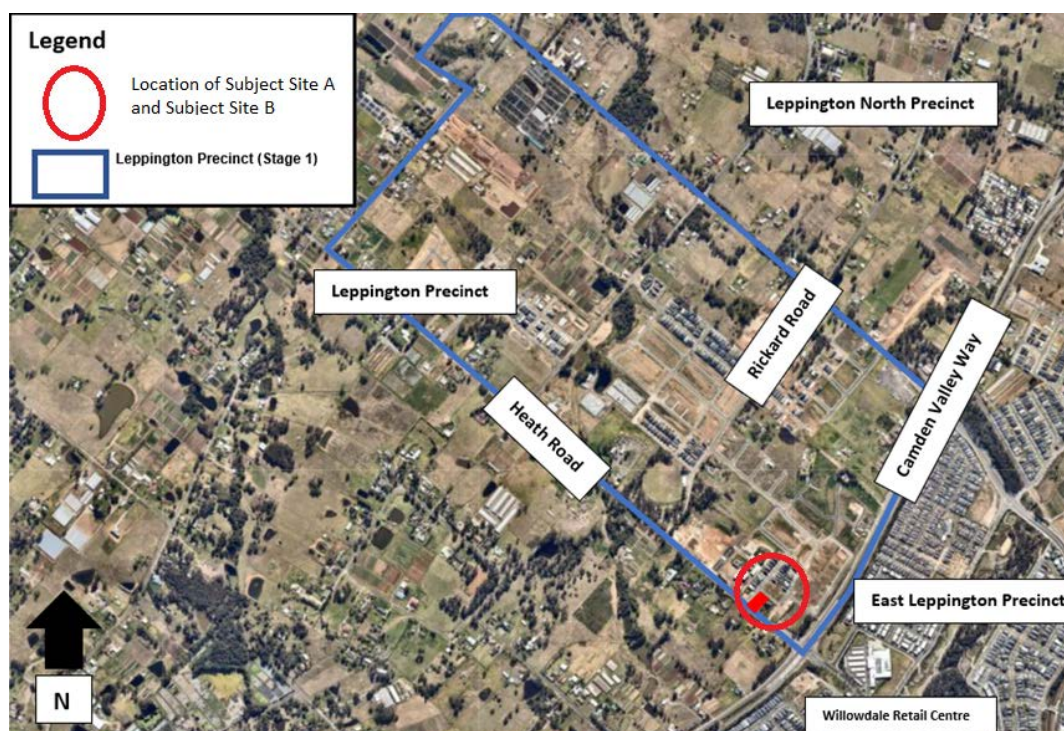 Legend
Location of Subject Site A
and Subject Site B
Leppington Precinct (Stage 1)
Leppington North Precinct
Leppington Precinct
Rickard Road
Heath Road
Camden Valley Way
East Leppington Precinct
N
Willowdale Retail Centre